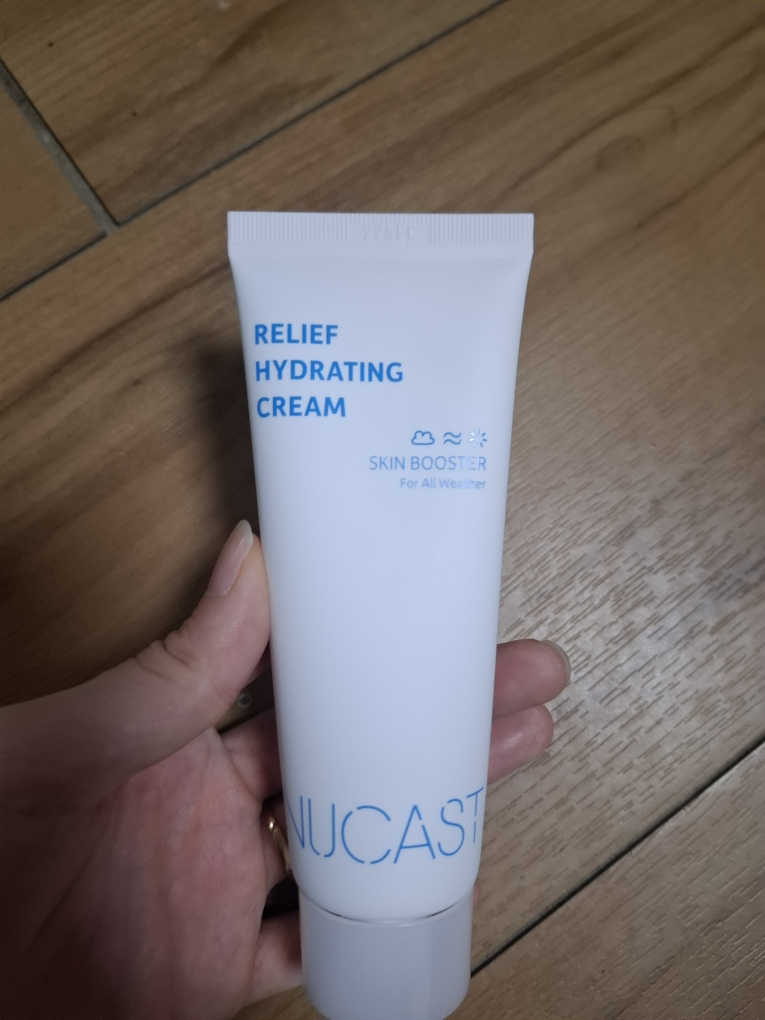 RELIEF
HYDRATING
CREAM
SKIN BOOSTER
For All Weather
NUCAST